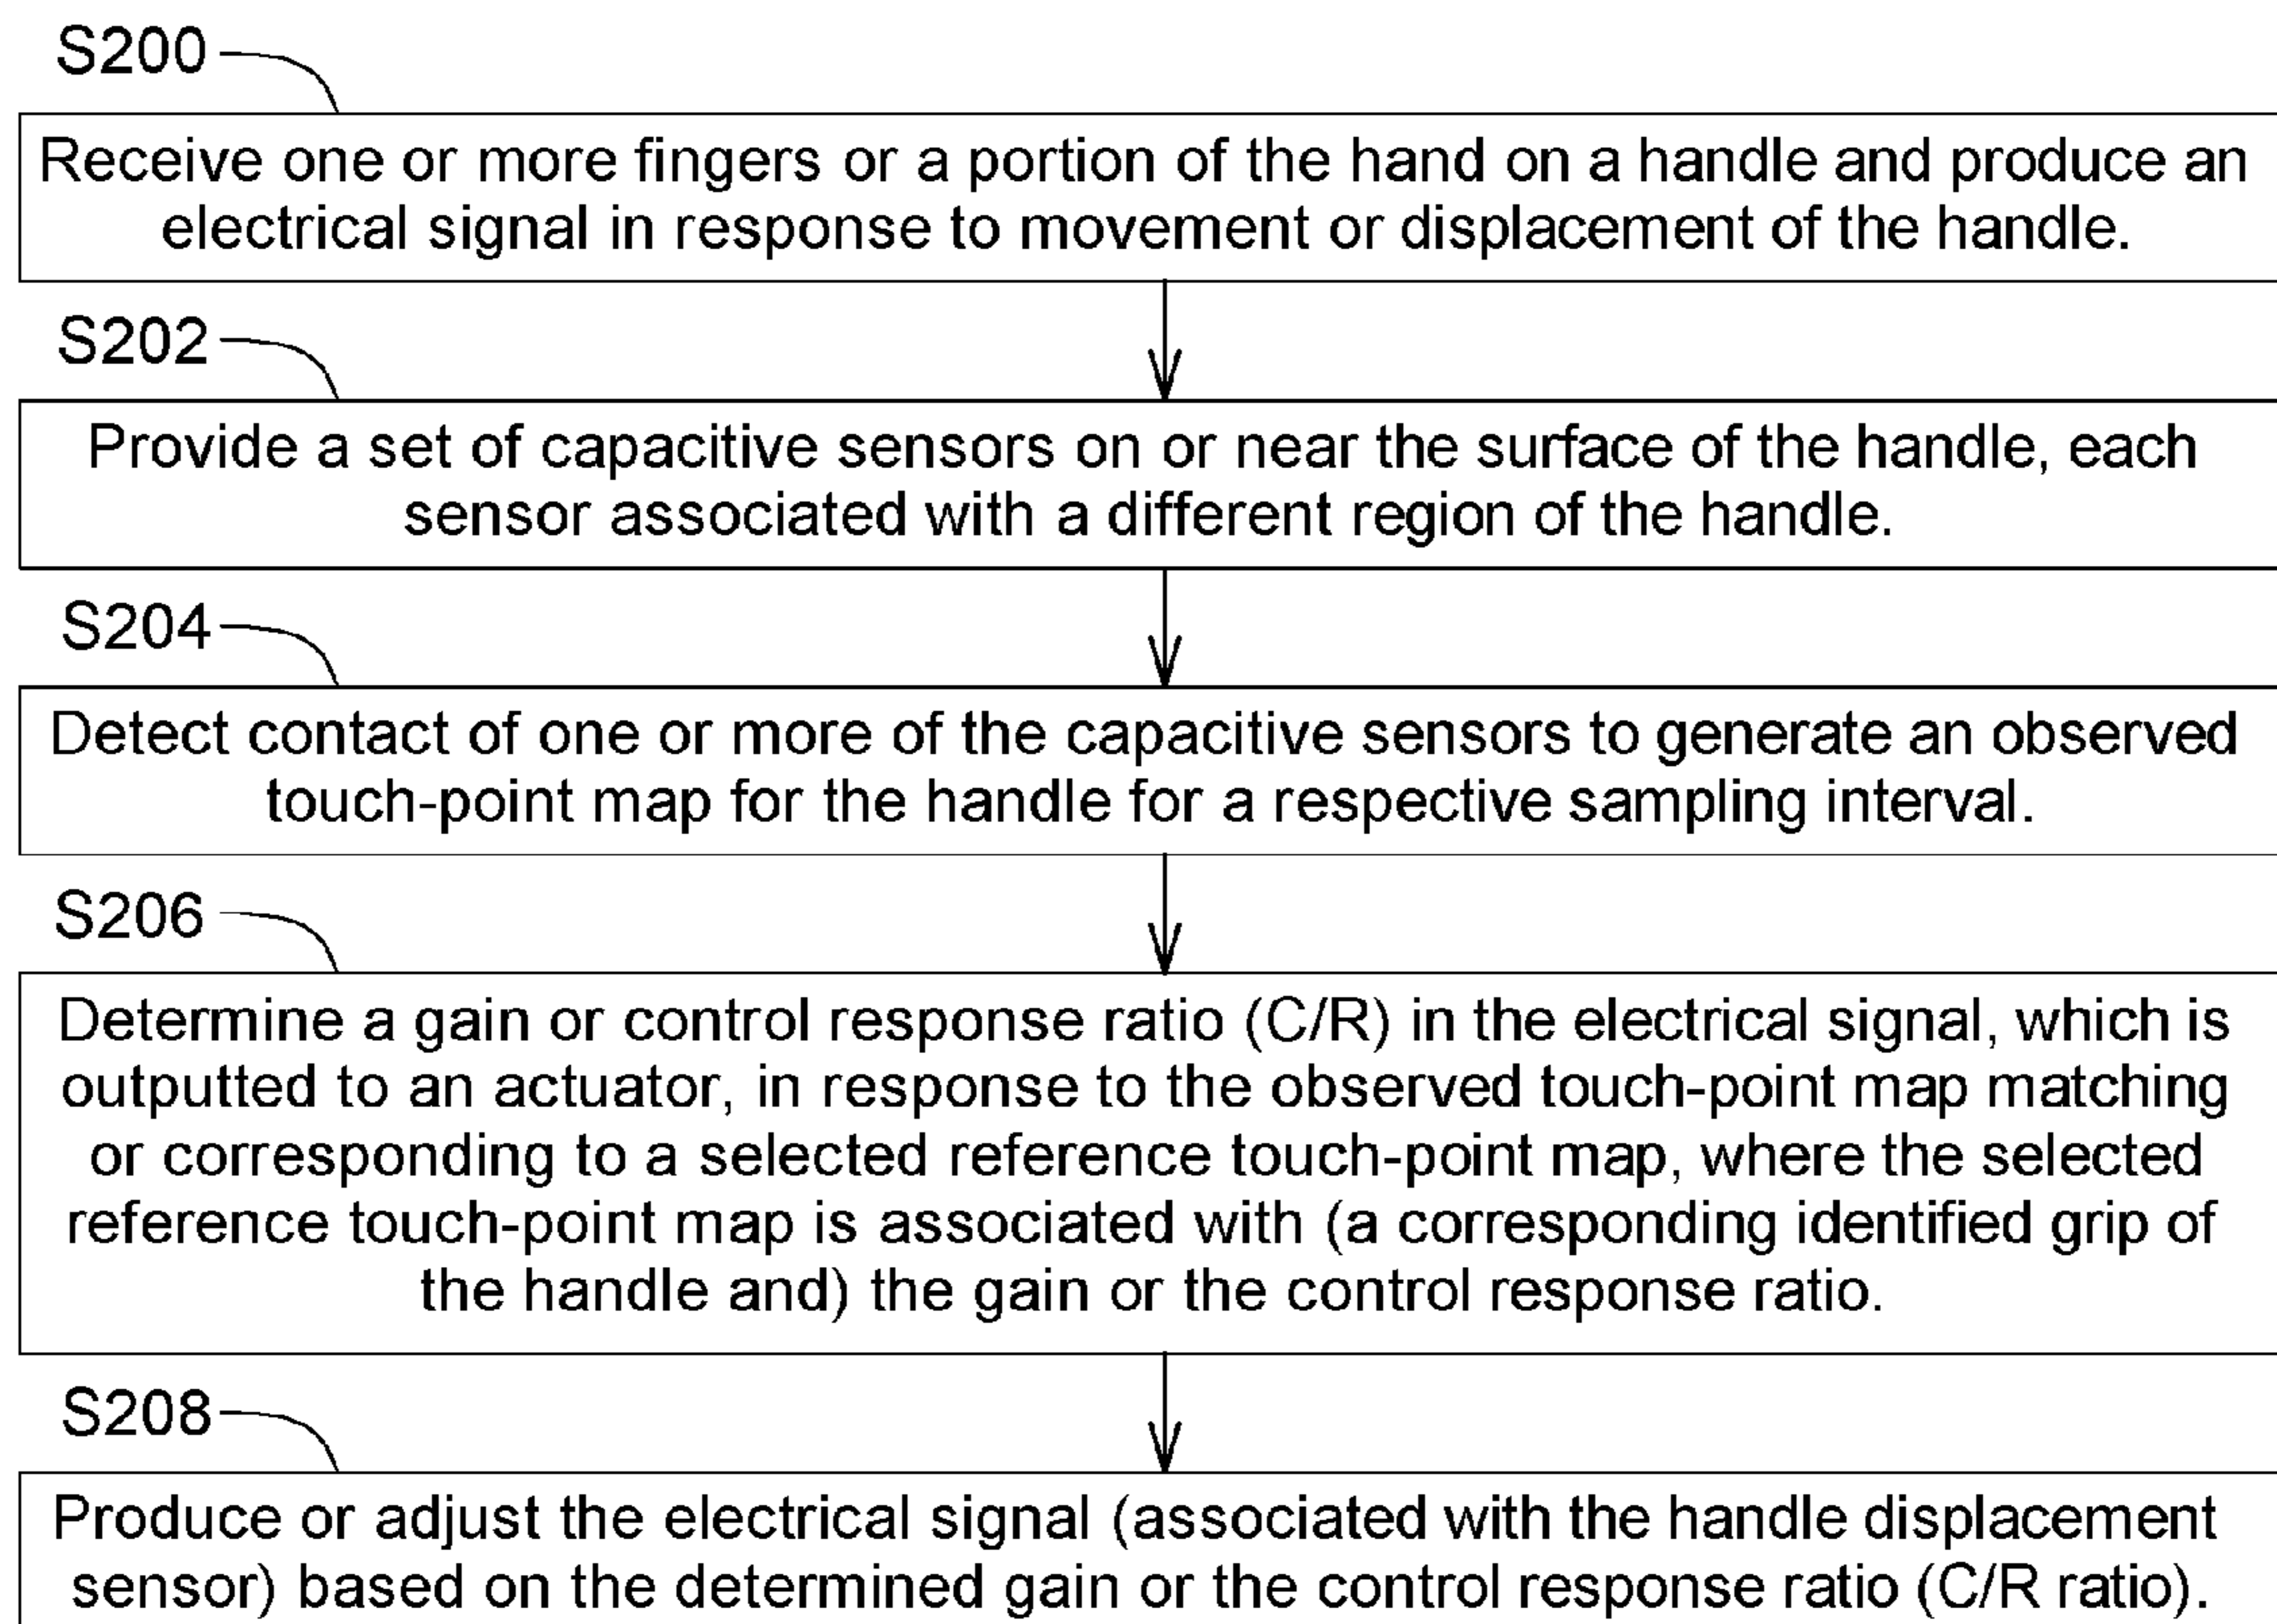 S200
Receive one or more fingers or a portion of the hand on a handle and produce an
electrical signal in response to movement or displacement of the handle.
S202
Provide a set of capacitive sensors on or near the surface of the handle, each
sensor associated with a different region of the handle.
S204
Detect contact of one or more of the capacitive sensors to generate an observed
touch-point map for the handle for a respective sampling interval.
S206
Determine a gain or control response ratio (C/R) in the electrical signal, which is
outputted to an actuator, in response to the observed touch-point map matching
or corresponding to a selected reference touch-point map, where the selected
reference touch-point map is associated with (a corresponding identified grip of
the handle and) the gain or the control response ratio.
S208
Produce or adjust the electrical signal (associated with the handle displacement
sensor) based on the determined gain or the control response ratio (C/R ratio).